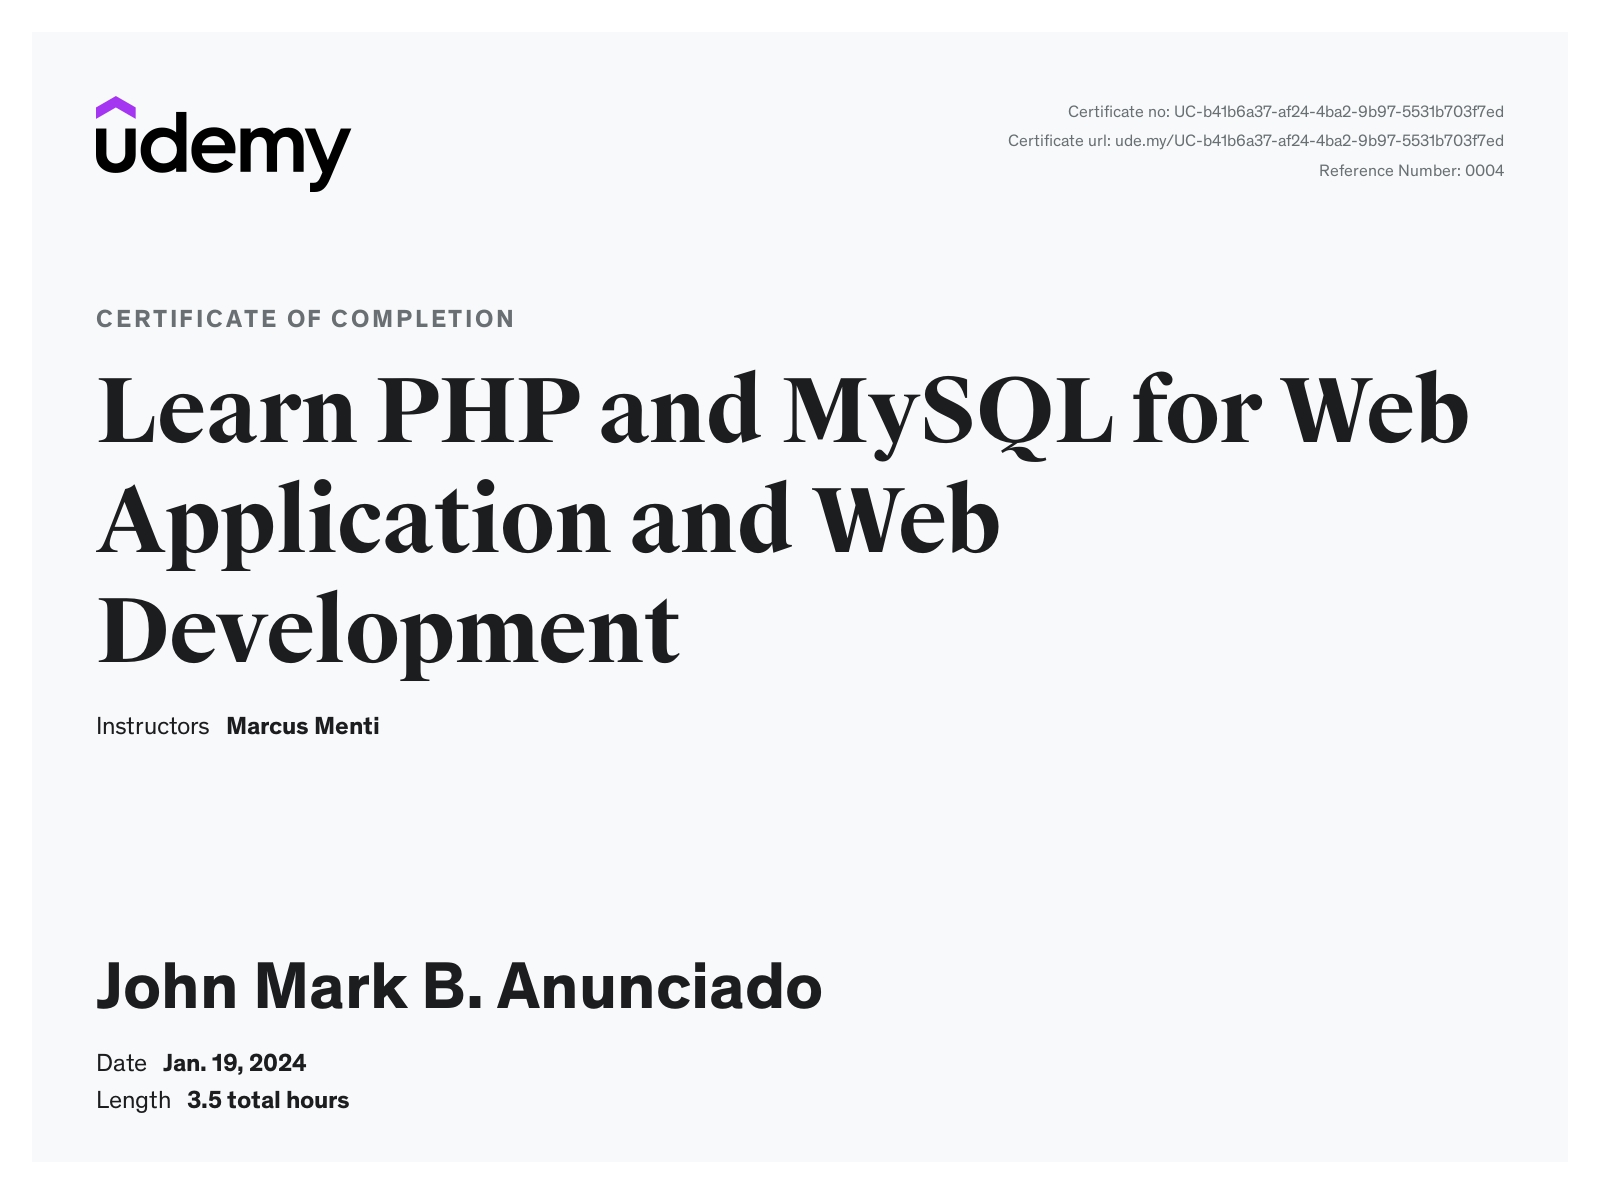 udemy
Certificate no: UC-b41b6a37-af24-4ba2-9b97-5531b703f7ed
Certificate url: ude.my/UC-b41b6a37-af24-4ba2-9b97-5531b703f7ed
Reference Number: 0004
CERTIFICATE OF COMPLETION
Learn PHP and MySQL for Web
Application and Web
Development
Instructors Marcus Menti
John Mark B. Anunciado
Date Jan. 19, 2024
Length 3.5 total hours